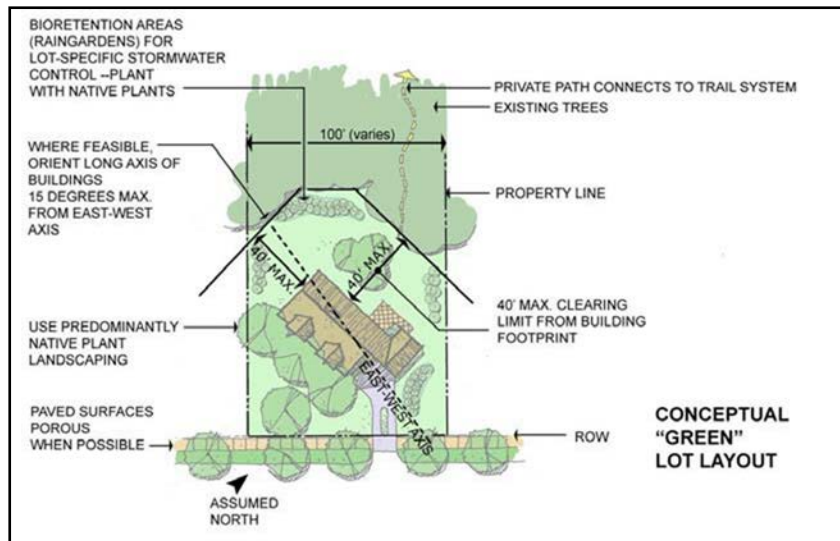 BIORETENTION AREAS
(RAINGARDENS) FOR
LOT-SPECIFIC STORMWATER
CONTROL --PLANT
WITH NATIVE PLANTS
WHERE FEASIBLE,
ORIENT LONG AXIS OF
BUILDINGS
15 DEGREES MAX.
FROM EAST-WEST
AXIS
USE PREDOMINANTLY
NATIVE PLANT
LANDSCAPING
PAVED SURFACES
POROUS
WHEN POSSIBLE
ASSUMED
NORTH
100' (varies)
40' MAX.
40' MAX.
EAST-WEST AXIS
PRIVATE PATH CONNECTS TO TRAIL SYSTEM
EXISTING TREES
PROPERTY LINE
40' MAX. CLEARING
LIMIT FROM BUILDING
FOOTPRINT
ROW
CONCEPTUAL
“GREEN”
LOT LAYOUT